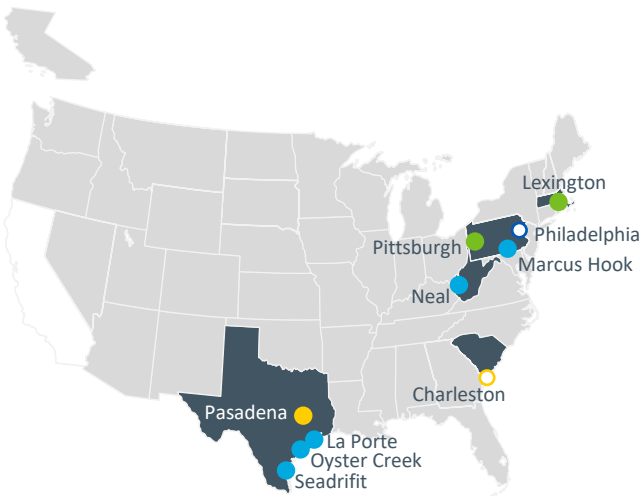 Lexington
Philadelphia
Pittsburgh
Marcus Hook
Neal
Charleston
Pasadena
La Porte
Oyster Creek
Seadrifit